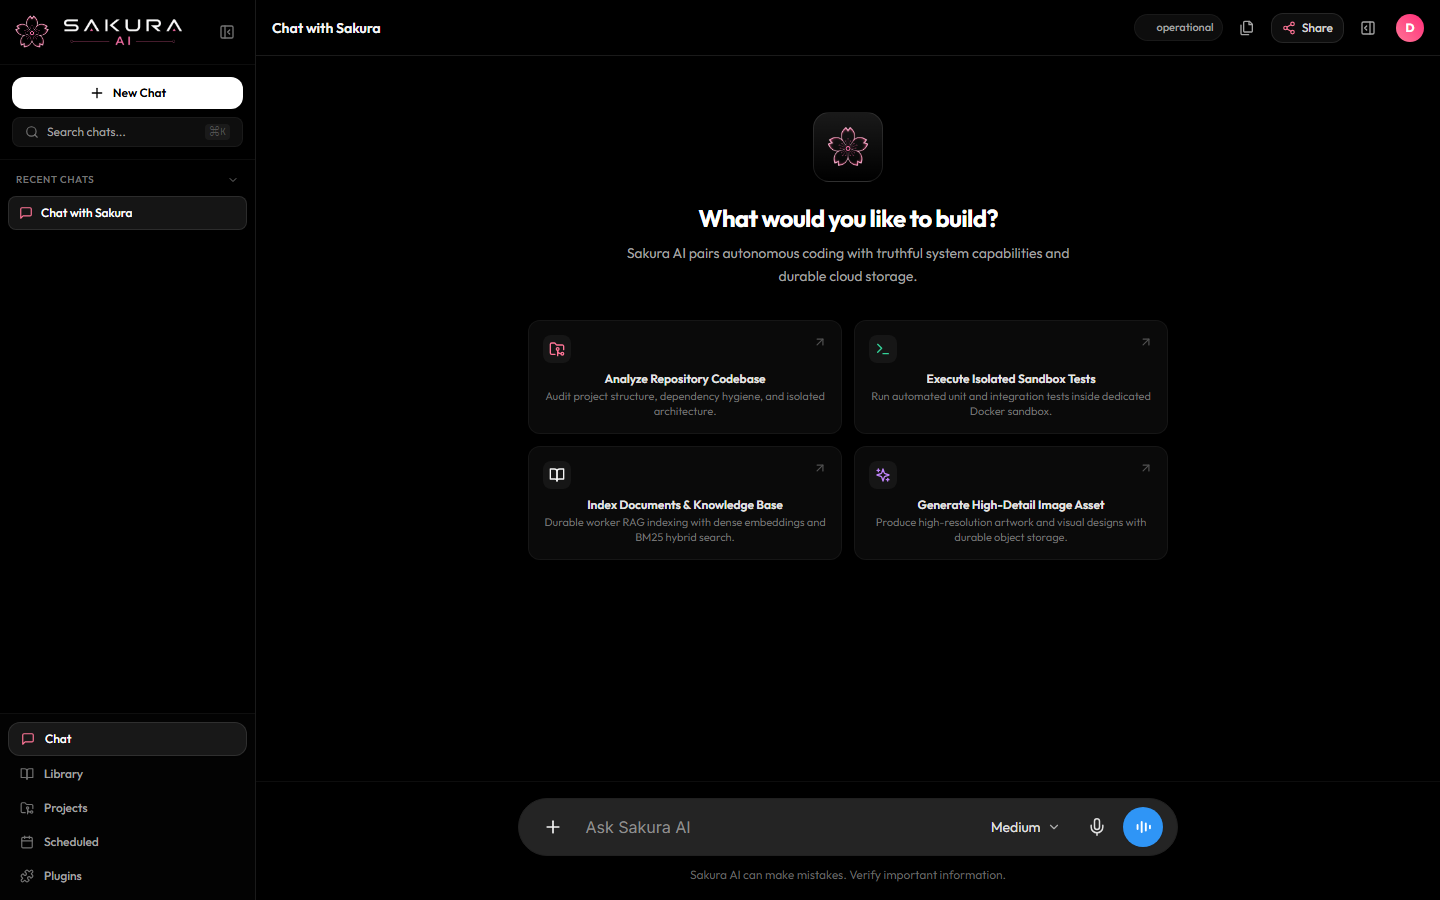 SAKURA
AI
New Chat
Search chats...
⌘K
RECENT CHATS
Chat with Sakura
Chat
Library
Projects
Scheduled
Plugins
Chat with Sakura
operational
Share
D
What would you like to build?
Sakura AI pairs autonomous coding with truthful system capabilities and
durable cloud storage.
Analyze Repository Codebase
Audit project structure, dependency hygiene, and isolated
architecture.
Execute Isolated Sandbox Tests
Run automated unit and integration tests inside dedicated
Docker sandbox.
Index Documents & Knowledge Base
Durable worker RAG indexing with dense embeddings and
BM25 hybrid search.
Generate High-Detail Image Asset
Produce high-resolution artwork and visual designs with
durable object storage.
Ask Sakura AI
Medium
Sakura AI can make mistakes. Verify important information.